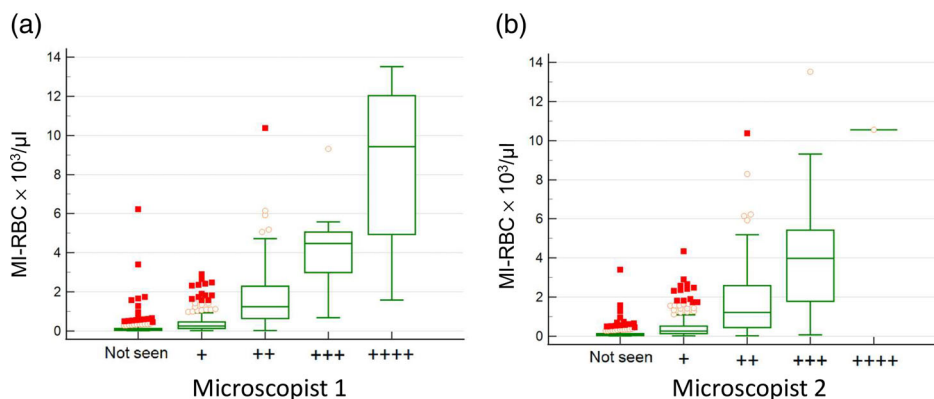 (a)
MI-RBC × 10³/µl
14
12
10
8
6
4
2
0
Not seen + ++ +++ ++++
Microscopist 1
(b)
MI-RBC × 10³/µl
14
12
10
8
6
4
2
0
Not seen + ++ +++ ++++
Microscopist 2